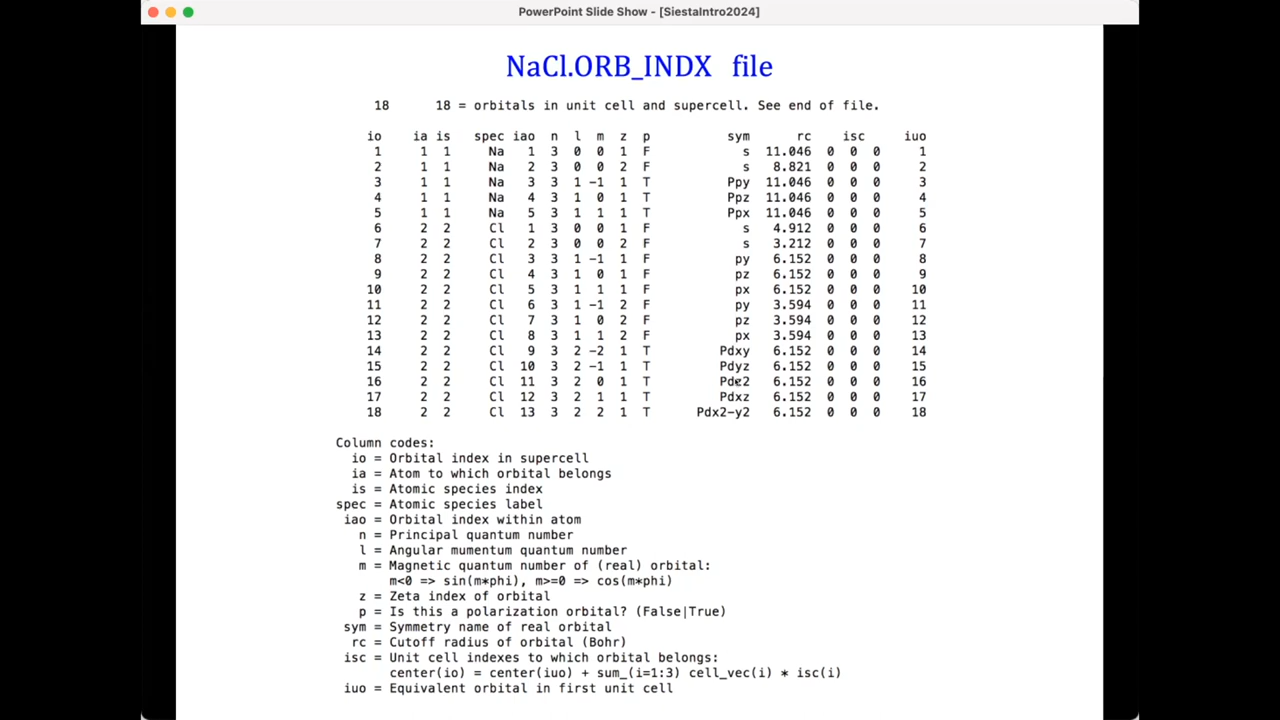 PowerPoint Slide Show - [SiestaIntro2024]
NaCl.ORB_INDX file
18 18 = orbitals in unit cell and supercell. See end of file.
io ia is spec iao n l m z p sym rc isc iuo
1 1 1 Na 1 3 0 0 1 F s 11.046 0 0 0 1
2 1 1 Na 2 3 0 0 2 F s 8.821 0 0 0 2
3 1 1 Na 3 3 1 -1 1 T Ppy 11.046 0 0 0 3
4 1 1 Na 4 3 1 0 1 T Ppz 11.046 0 0 0 4
5 1 1 Na 5 3 1 1 1 T Ppx 11.046 0 0 0 5
6 2 2 Cl 1 3 0 0 1 F s 4.912 0 0 0 6
7 2 2 Cl 2 3 0 0 2 F s 3.212 0 0 0 7
8 2 2 Cl 3 3 1 -1 1 F py 6.152 0 0 0 8
9 2 2 Cl 4 3 1 0 1 F pz 6.152 0 0 0 9
10 2 2 Cl 5 3 1 1 1 F px 6.152 0 0 0 10
11 2 2 Cl 6 3 1 -1 2 F py 3.594 0 0 0 11
12 2 2 Cl 7 3 1 0 2 F pz 3.594 0 0 0 12
13 2 2 Cl 8 3 1 1 2 F px 3.594 0 0 0 13
14 2 2 Cl 9 3 2 -2 1 T Pdxy 6.152 0 0 0 14
15 2 2 Cl 10 3 2 -1 1 T Pdyz 6.152 0 0 0 15
16 2 2 Cl 11 3 2 0 1 T Pdz2 6.152 0 0 0 16
17 2 2 Cl 12 3 2 1 1 T Pdxz 6.152 0 0 0 17
18 2 2 Cl 13 3 2 2 1 T Pdx2-y2 6.152 0 0 0 18
Column codes:
io = Orbital index in supercell
ia = Atom to which orbital belongs
is = Atomic species index
spec = Atomic species label
iao = Orbital index within atom
n = Principal quantum number
l = Angular mumentum quantum number
m = Magnetic quantum number of (real) orbital:
m<0 => sin(m*phi), m>=0 => cos(m*phi)
z = Zeta index of orbital
p = Is this a polarization orbital? (False|True)
sym = Symmetry name of real orbital
rc = Cutoff radius of orbital (Bohr)
isc = Unit cell indexes to which orbital belongs:
center(io) = center(iuo) + sum_(i=1:3) cell_vec(i) * isc(i)
iuo = Equivalent orbital in first unit cell